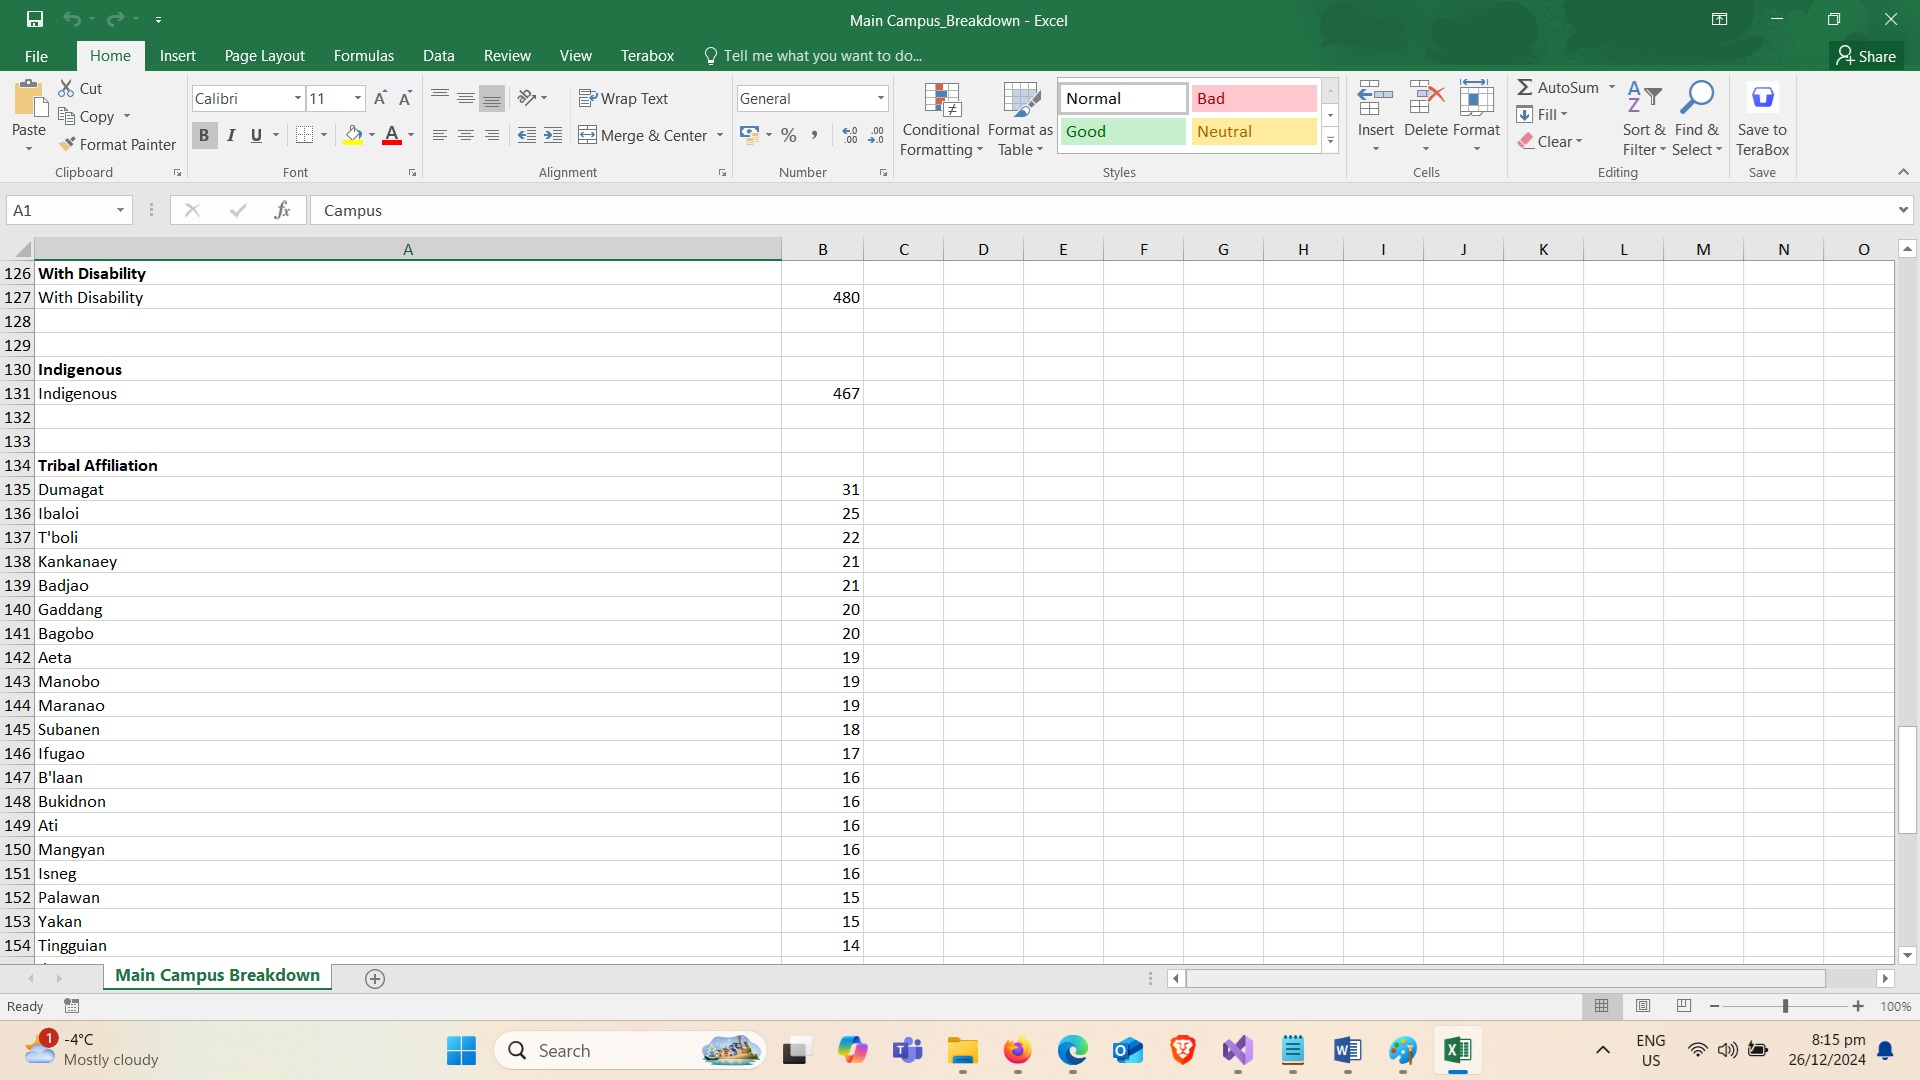 Main Campus_Breakdown - Excel
File Home Insert Page Layout Formulas Data Review View Terabox Tell me what you want to do... Share
Paste
Cut
Copy
Format Painter
Clipboard
Calibri 11 A A
B I U A
Font
Wrap Text
Merge & Center
Alignment
General
% , .00 .0
Number
Conditional Formatting
Format as Table
Normal Bad
Good Neutral
Styles
Insert Delete Format
Cells
AutoSum
Fill
Clear
Sort & Filter
Find & Select
Editing
Save to TeraBox
Save
A1 fx Campus
A B C D E F G H I J K L M N O
126 With Disability
127 With Disability 480
128
129
130 Indigenous
131 Indigenous 467
132
133
134 Tribal Affiliation
135 Dumagat 31
136 Ibaloi 25
137 T'boli 22
138 Kankanaey 21
139 Badjao 21
140 Gaddang 20
141 Bagobo 20
142 Aeta 19
143 Manobo 19
144 Maranao 19
145 Subanen 18
146 Ifugao 17
147 B'laan 16
148 Bukidnon 16
149 Ati 16
150 Mangyan 16
151 Isneg 16
152 Palawan 15
153 Yakan 15
154 Tingguian 14
Main Campus Breakdown
Ready 100%
1 -4°C
Mostly cloudy
Search
ENG
US
8:15 pm
26/12/2024